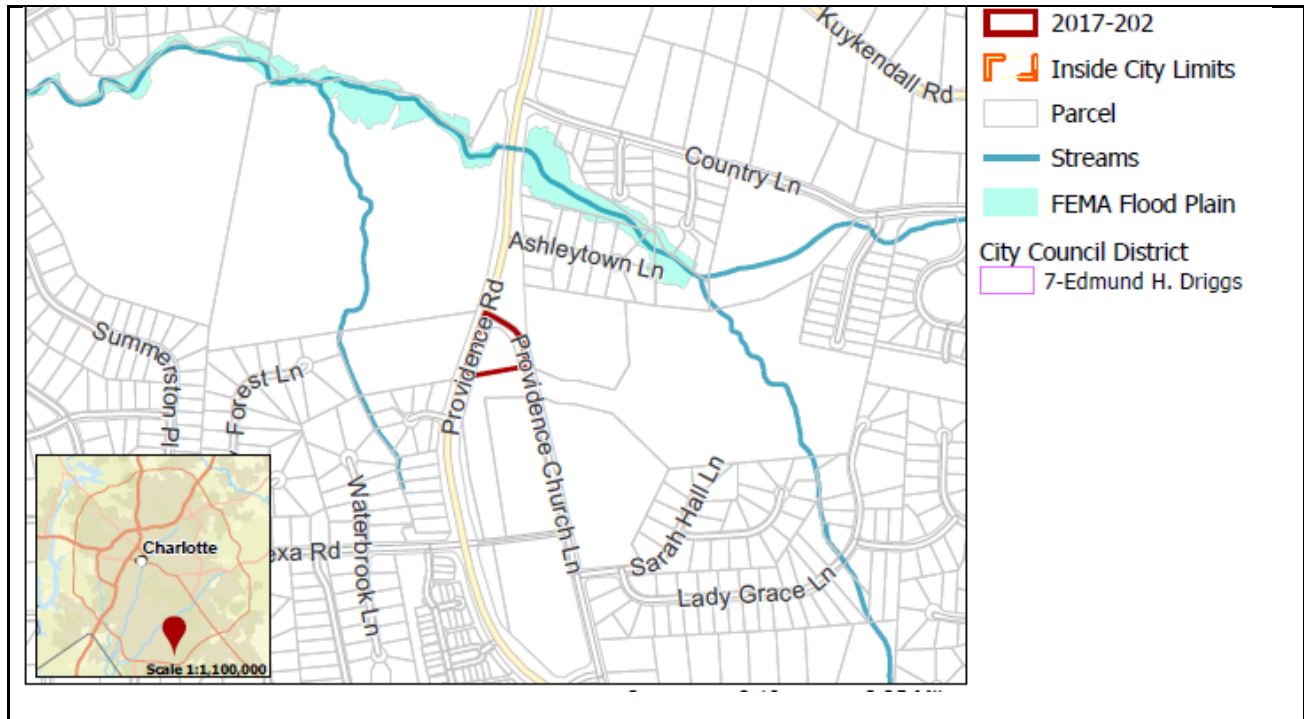 Kuykendall Rd
Country Ln
Ashleytown Ln
Providence Rd
Providence Church Ln
Summerston Pl
Forest Ln
Waterbrook Ln
exa Rd
Sarah Hall Ln
Lady Grace Ln
Charlotte
Scale 1:1,100,000
2017-202
Inside City Limits
Parcel
Streams
FEMA Flood Plain
City Council District
7-Edmund H. Driggs